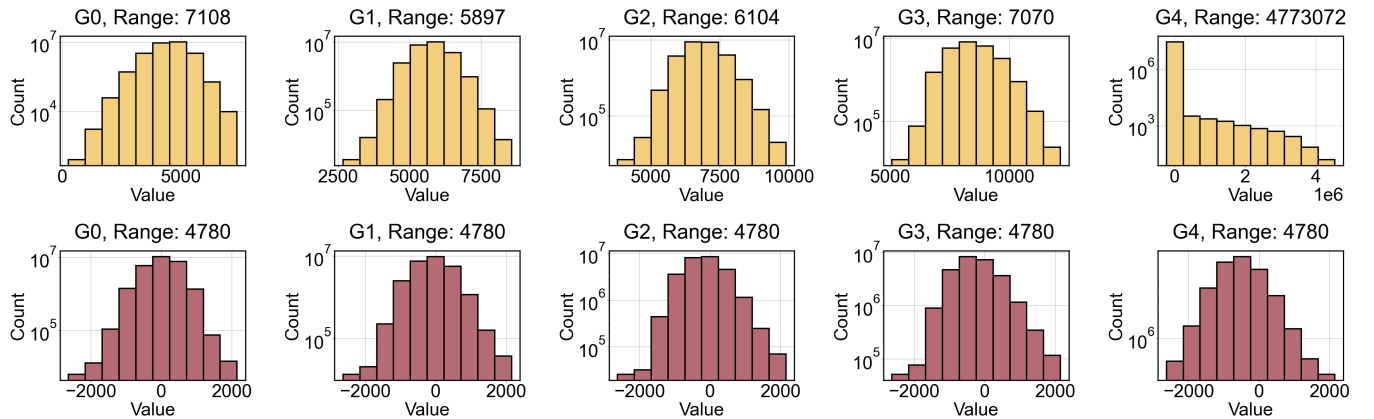 G0, Range: 7108
Count
10^7
10^4
0
5000
Value
G1, Range: 5897
Count
10^7
10^5
2500
5000
7500
Value
G2, Range: 6104
Count
10^7
10^5
5000
7500
10000
Value
G3, Range: 7070
Count
10^7
10^5
5000
10000
Value
G4, Range: 4773072
Count
10^6
10^3
0
2
4
1e6
Value
G0, Range: 4780
Count
10^7
10^5
−2000
0
2000
Value
G1, Range: 4780
Count
10^7
10^5
−2000
0
2000
Value
G2, Range: 4780
Count
10^7
10^6
10^5
−2000
0
2000
Value
G3, Range: 4780
Count
10^7
10^6
10^5
−2000
0
2000
Value
G4, Range: 4780
Count
10^6
−2000
0
2000
Value